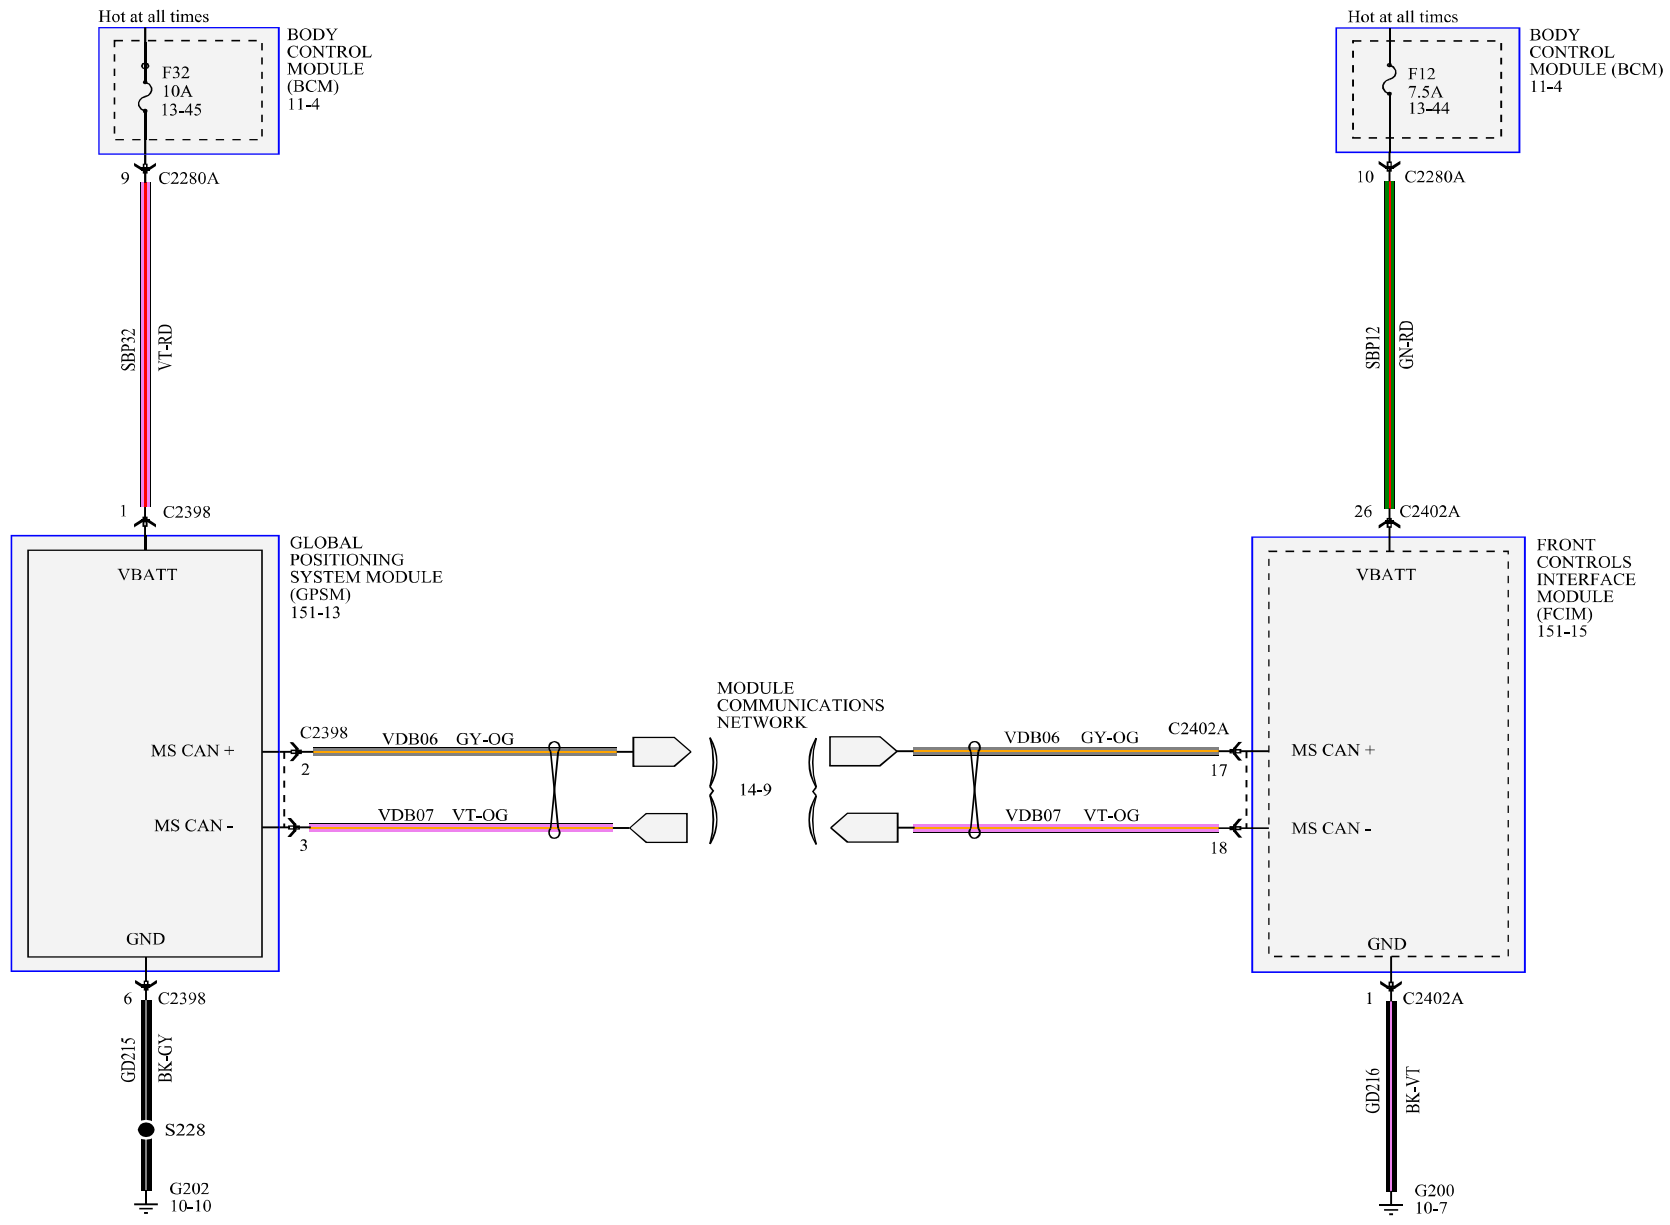 Hot at all times
BODY
CONTROL
MODULE
(BCM)
11-4
F32
10A
13-45
9
C2280A
SBP32
VT-RD
1
C2398
GLOBAL
POSITIONING
SYSTEM MODULE
(GPSM)
151-13
VBATT
MS CAN +
C2398
2
VDB06 GY-OG
MS CAN -
3
VDB07 VT-OG
GND
6
C2398
GD215
BK-GY
S228
G202
10-10
MODULE
COMMUNICATIONS
NETWORK
14-9
Hot at all times
BODY
CONTROL
MODULE (BCM)
11-4
F12
7.5A
13-44
10
C2280A
SBP12
GN-RD
26
C2402A
FRONT
CONTROLS
INTERFACE
MODULE
(FCIM)
151-15
VBATT
C2402A
VDB06 GY-OG
17
MS CAN +
VDB07 VT-OG
18
MS CAN -
GND
1
C2402A
GD216
BK-VT
G200
10-7